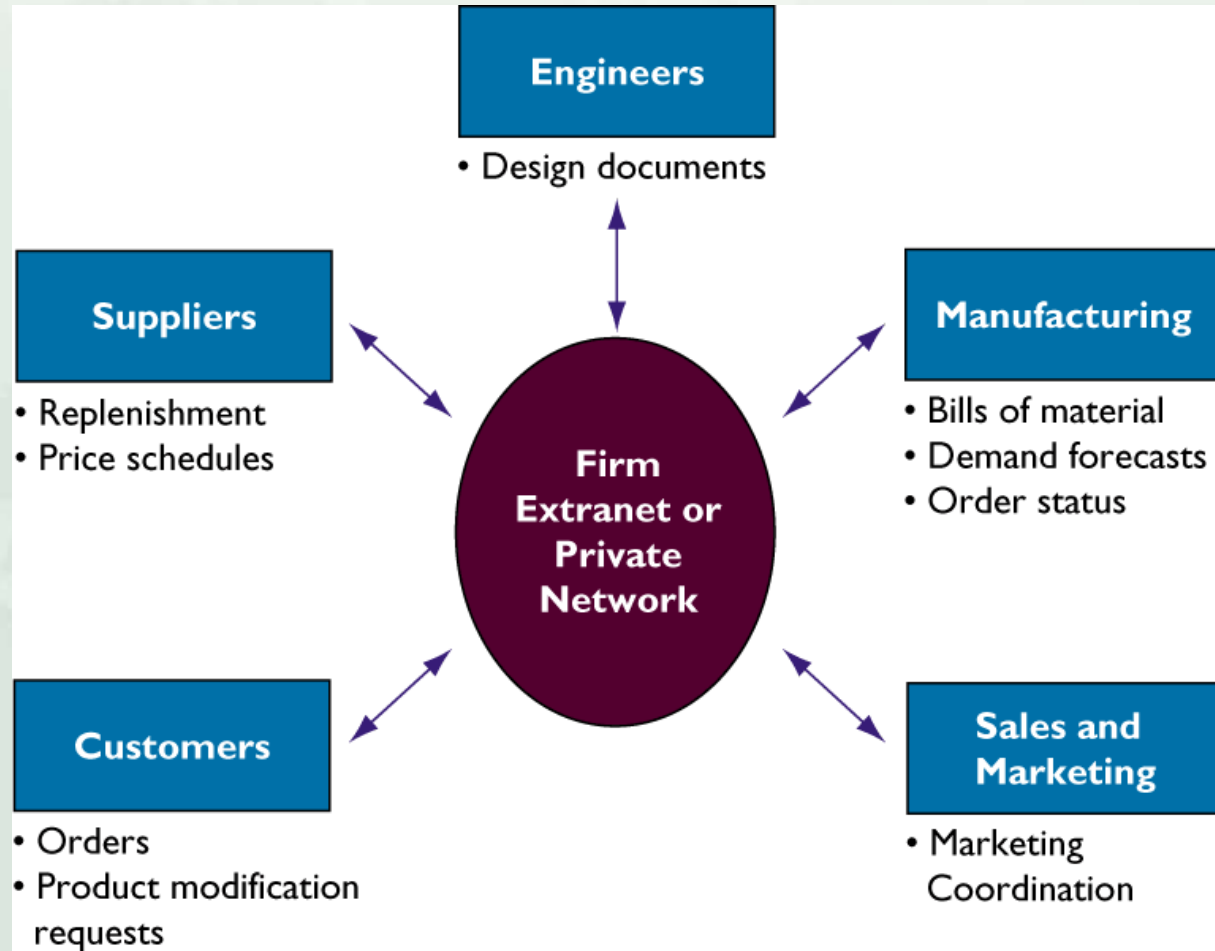 Engineers
• Design documents
Suppliers
• Replenishment
• Price schedules
Manufacturing
• Bills of material
• Demand forecasts
• Order status
Firm
Extranet or
Private
Network
Customers
• Orders
• Product modification
requests
Sales and
Marketing
• Marketing
Coordination